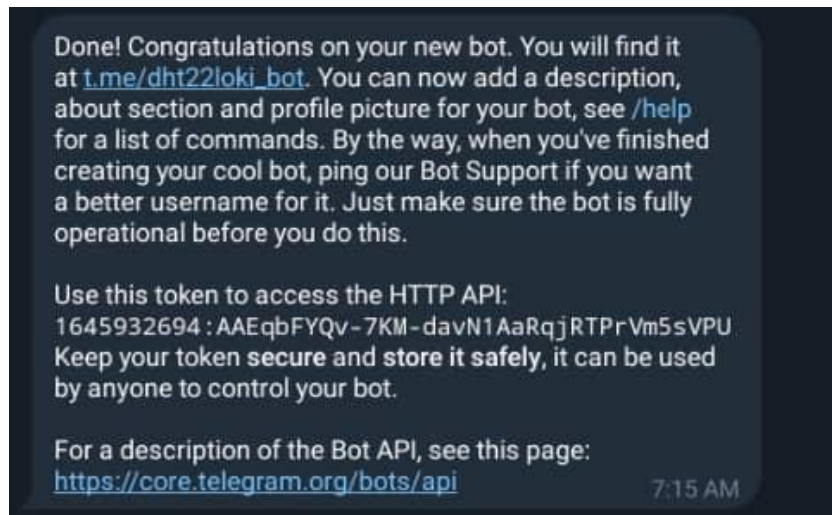 Done! Congratulations on your new bot. You will find it
at t.me/dht22loki_bot. You can now add a description,
about section and profile picture for your bot, see /help
for a list of commands. By the way, when you've finished
creating your cool bot, ping our Bot Support if you want
a better username for it. Just make sure the bot is fully
operational before you do this.
Use this token to access the HTTP API:
1645932694:AAEqbFYQv-7KM-davN1AaRqjRTPrVm5sVPU
Keep your token secure and store it safely, it can be used
by anyone to control your bot.
For a description of the Bot API, see this page:
https://core.telegram.org/bots/api
7:15 AM